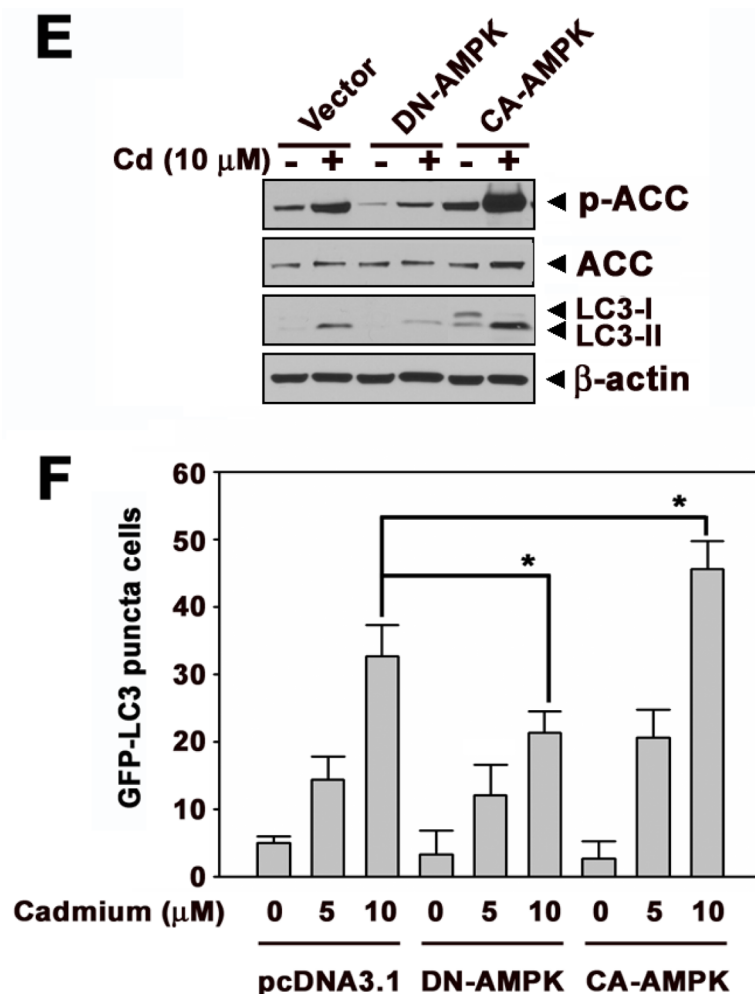 E
Vector DN-AMPK CA-AMPK
Cd (10 μM) - + - + - +
p-ACC
ACC
LC3-I
LC3-II
β-actin
F
GFP-LC3 puncta cells
60
50
40
30
20
10
0
* *
Cadmium (μM) 0 5 10 0 5 10 0 5 10
pcDNA3.1 DN-AMPK CA-AMPK